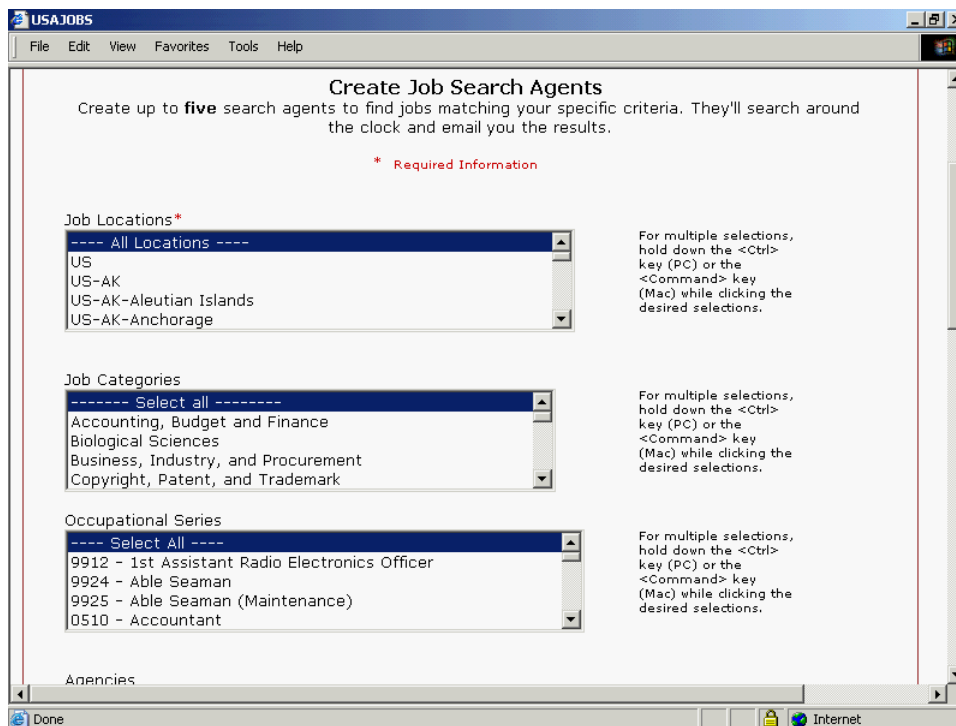 USAJOBS
File Edit View Favorites Tools Help
Create Job Search Agents
Create up to five search agents to find jobs matching your specific criteria. They'll search around
the clock and email you the results.
* Required Information
Job Locations*
---- All Locations ----
US
US-AK
US-AK-Aleutian Islands
US-AK-Anchorage
For multiple selections,
hold down the <Ctrl>
key (PC) or the
<Command> key
(Mac) while clicking the
desired selections.
Job Categories
------- Select all --------
Accounting, Budget and Finance
Biological Sciences
Business, Industry, and Procurement
Copyright, Patent, and Trademark
For multiple selections,
hold down the <Ctrl>
key (PC) or the
<Command> key
(Mac) while clicking the
desired selections.
Occupational Series
---- Select All ----
9912 - 1st Assistant Radio Electronics Officer
9924 - Able Seaman
9925 - Able Seaman (Maintenance)
0510 - Accountant
For multiple selections,
hold down the <Ctrl>
key (PC) or the
<Command> key
(Mac) while clicking the
desired selections.
Agencies
Done Internet